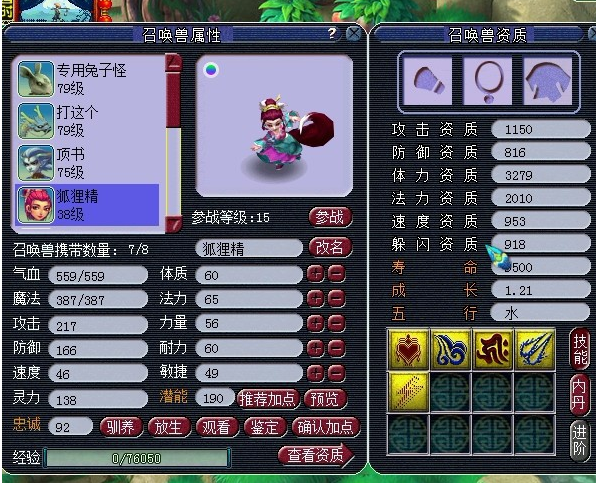 召唤兽属性 ?
专用兔子怪
79级
打这个
79级
顶书
75级
狐狸精
38级
参战等级:15 参战
召唤兽携带数量: 7/8 狐狸精 改名
气血 559/559 体质 60
魔法 387/387 法力 65
攻击 217 力量 56
防御 166 耐力 60
速度 46 敏捷 49
灵力 138 潜能 190 推荐加点 预览
忠诚 92 驯养 放生 观看 鉴定 确认加点
经验 0/76050 查看资质
召唤兽资质
攻击资质 1150
防御资质 816
体力资质 3279
法力资质 2010
速度资质 953
躲闪资质 918
寿命 500
成长 1.21
五行 水
技能
内丹
进阶